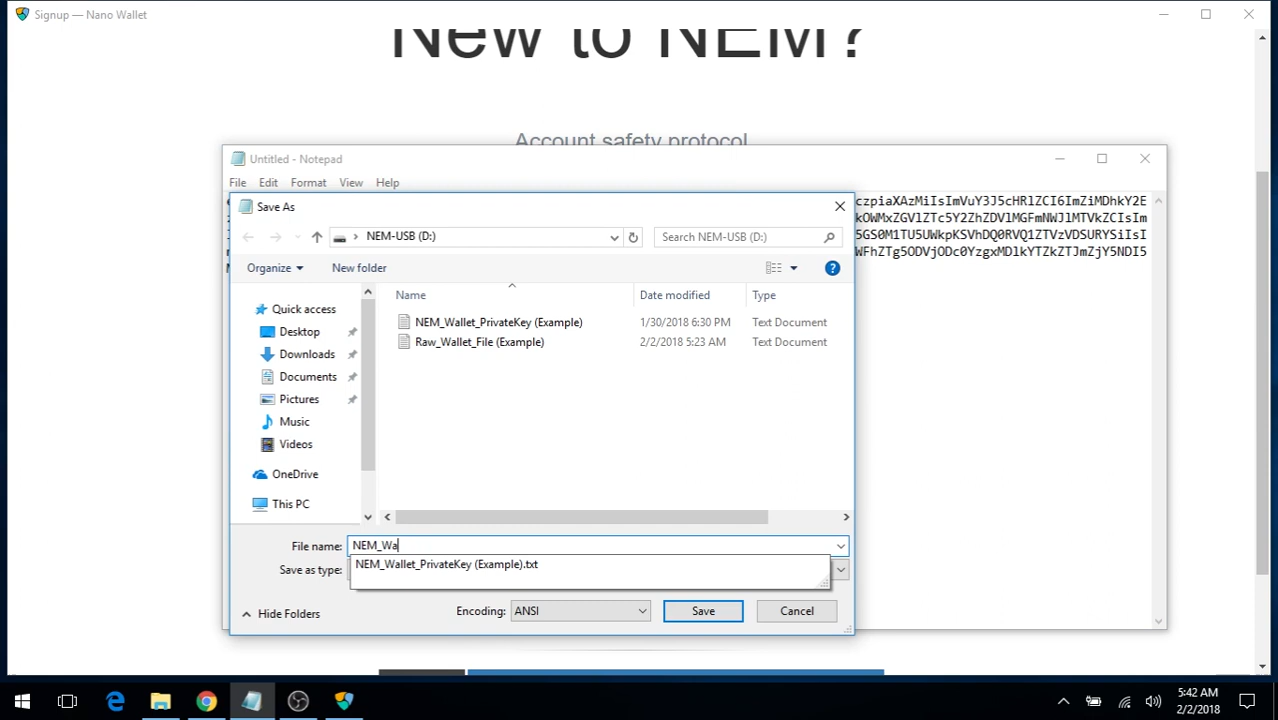 Signup — Nano Wallet
New to NEM?
Account safety protocol
Untitled - Notepad
File Edit Format View Help
Save As
NEM-USB (D:)
Search NEM-USB (D:)
Organize
New folder
Name
Date modified
Type
NEM_Wallet_PrivateKey (Example)
1/30/2018 6:30 PM
Text Document
Raw_Wallet_File (Example)
2/2/2018 5:23 AM
Text Document
Quick access
Desktop
Downloads
Documents
Pictures
Music
Videos
OneDrive
This PC
File name: NEM_Wa
NEM_Wallet_PrivateKey (Example).txt
Save as type:
Hide Folders
Encoding: ANSI
Save
Cancel
5:42 AM
2/2/2018